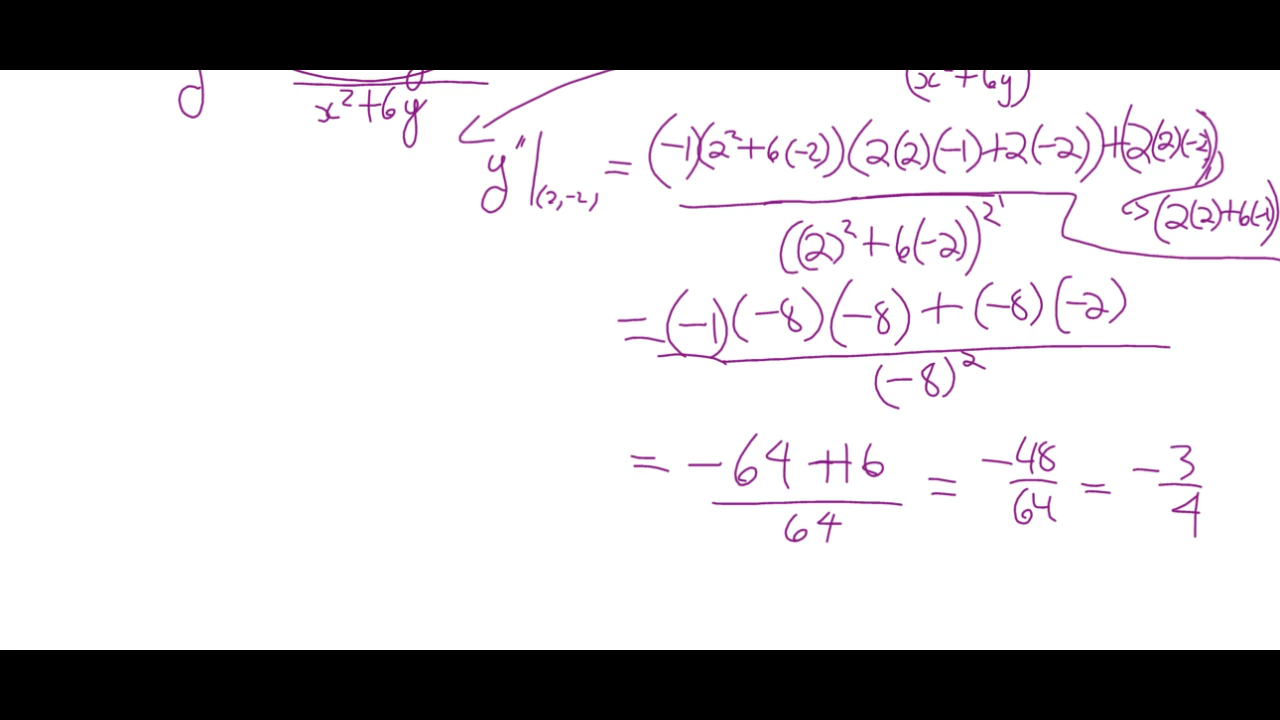 y
x²+6y
(x²+6y)
y″|(2,-2) = (-1)(2²+6(-2))(2(2)(-1)+2(-2))+(2(2)(-2))
↪(2(2)+6(-1))
((2)²+6(-2))²
=(-1)(-8)(-8)+(-8)(-2)
(-8)²
= -64+16 = -48 = -3
64 64 4